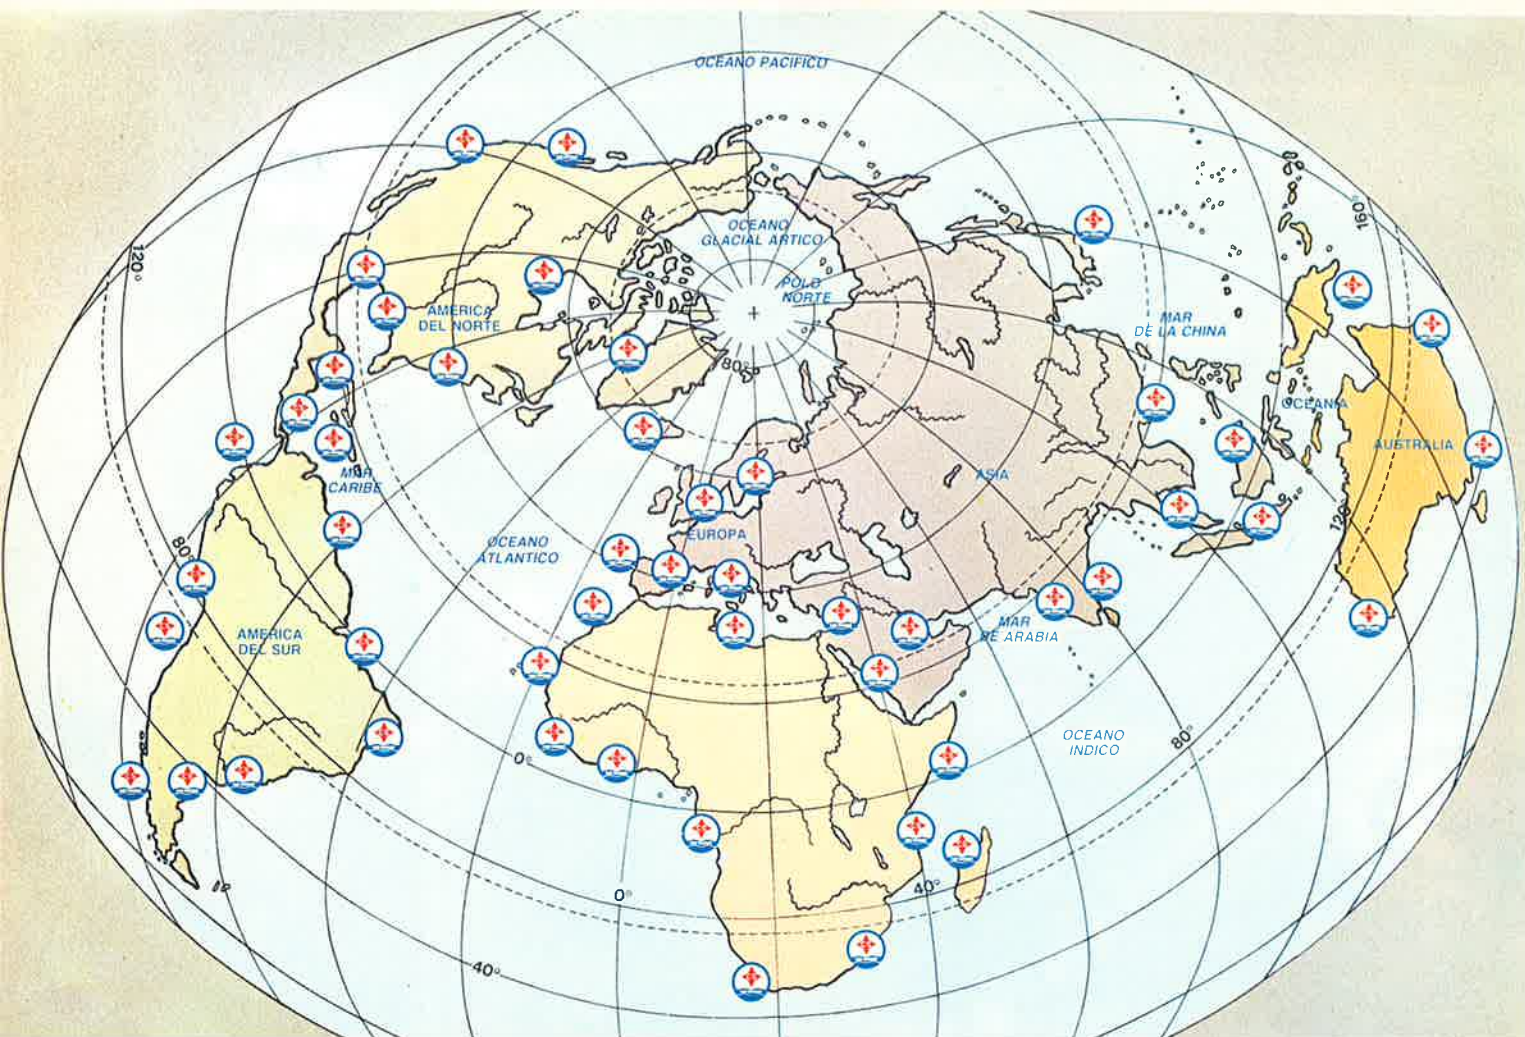 OCEANO PACIFICO
OCEANO
GLACIAL ARTICO
POLO
NORTE
160°
120°
AMERICA
DEL NORTE
MAR
DE LA CHINA
80°
OCEANIA
AUSTRALIA
MAR
CARIBE
ASIA
120°
80°
OCEANO
ATLANTICO
EUROPA
AMERICA
DEL SUR
MAR
DE ARABIA
OCEANO
INDICO
80°
0°
0°
40°
40°